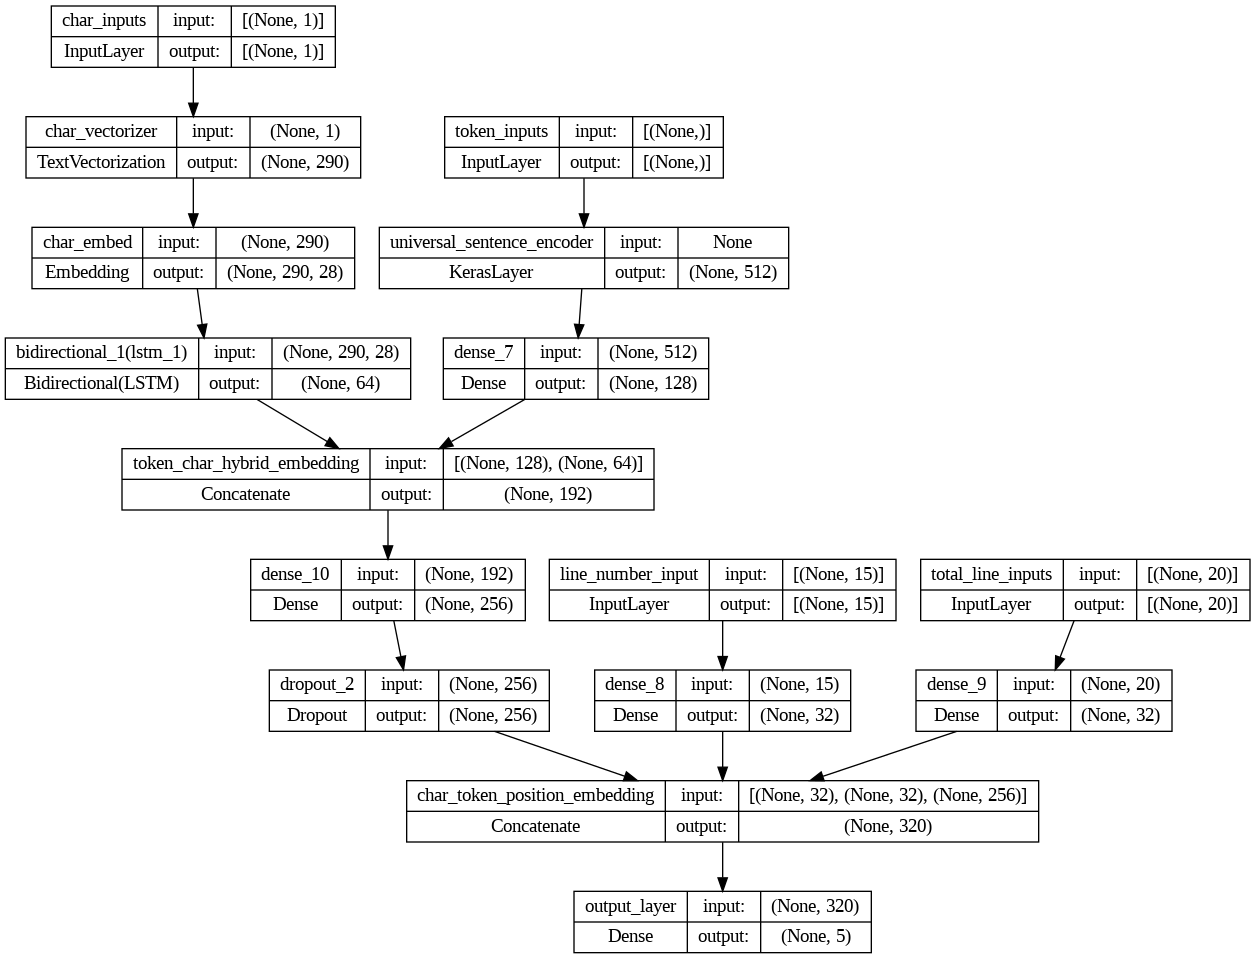 char_inputs input: [(None, 1)]
InputLayer output: [(None, 1)]
char_vectorizer input: (None, 1)
TextVectorization output: (None, 290)
token_inputs input: [(None,)]
InputLayer output: [(None,)]
char_embed input: (None, 290)
Embedding output: (None, 290, 28)
universal_sentence_encoder input: None
KerasLayer output: (None, 512)
bidirectional_1(lstm_1) input: (None, 290, 28)
Bidirectional(LSTM) output: (None, 64)
dense_7 input: (None, 512)
Dense output: (None, 128)
token_char_hybrid_embedding input: [(None, 128), (None, 64)]
Concatenate output: (None, 192)
dense_10 input: (None, 192)
Dense output: (None, 256)
line_number_input input: [(None, 15)]
InputLayer output: [(None, 15)]
total_line_inputs input: [(None, 20)]
InputLayer output: [(None, 20)]
dropout_2 input: (None, 256)
Dropout output: (None, 256)
dense_8 input: (None, 15)
Dense output: (None, 32)
dense_9 input: (None, 20)
Dense output: (None, 32)
char_token_position_embedding input: [(None, 32), (None, 32), (None, 256)]
Concatenate output: (None, 320)
output_layer input: (None, 320)
Dense output: (None, 5)